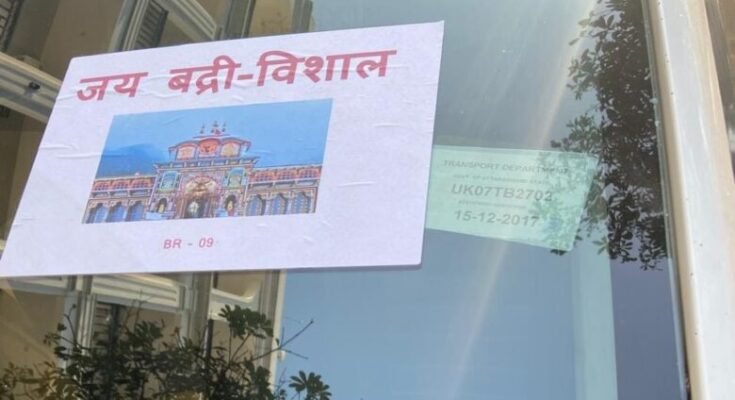 जय बद्री-विशाल
BR - 09
TRANSPORT DEPARTMENT
UK07TB2702
15-12-2017